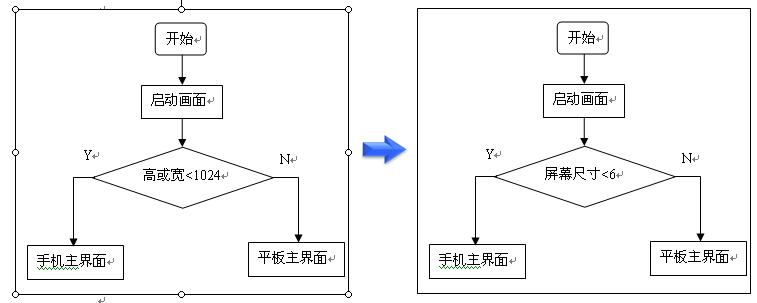 开始
启动画面
Y
N
高或宽<1024
手机主界面
平板主界面
开始
启动画面
Y
N
屏幕尺寸<6
手机主界面
平板主界面